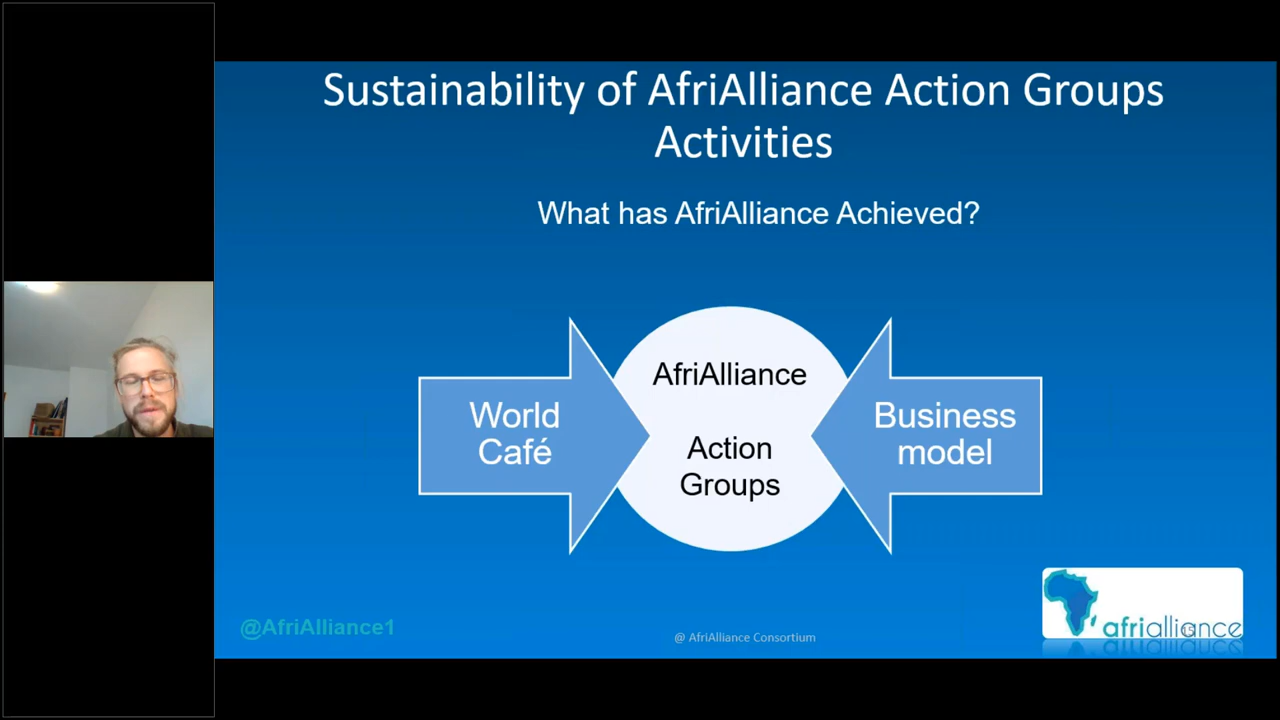 Sustainability of AfriAlliance Action Groups
Activities
What has AfriAlliance Achieved?
World
Café
AfriAlliance
Action
Groups
Business
model
@AfriAlliance1
@ AfriAlliance Consortium
afrialliance